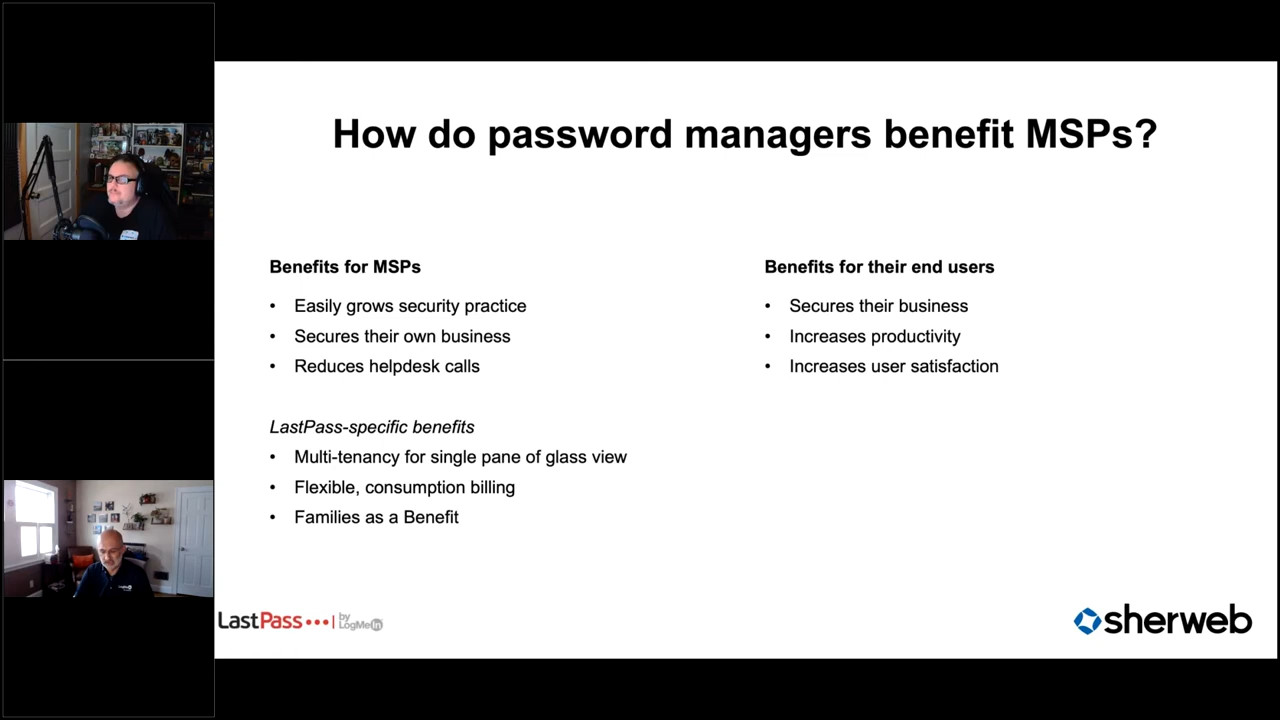 How do password managers benefit MSPs?
Benefits for MSPs
• Easily grows security practice
• Secures their own business
• Reduces helpdesk calls
LastPass-specific benefits
• Multi-tenancy for single pane of glass view
• Flexible, consumption billing
• Families as a Benefit
Benefits for their end users
• Secures their business
• Increases productivity
• Increases user satisfaction
LastPass•••| by LogMeIn
sherweb